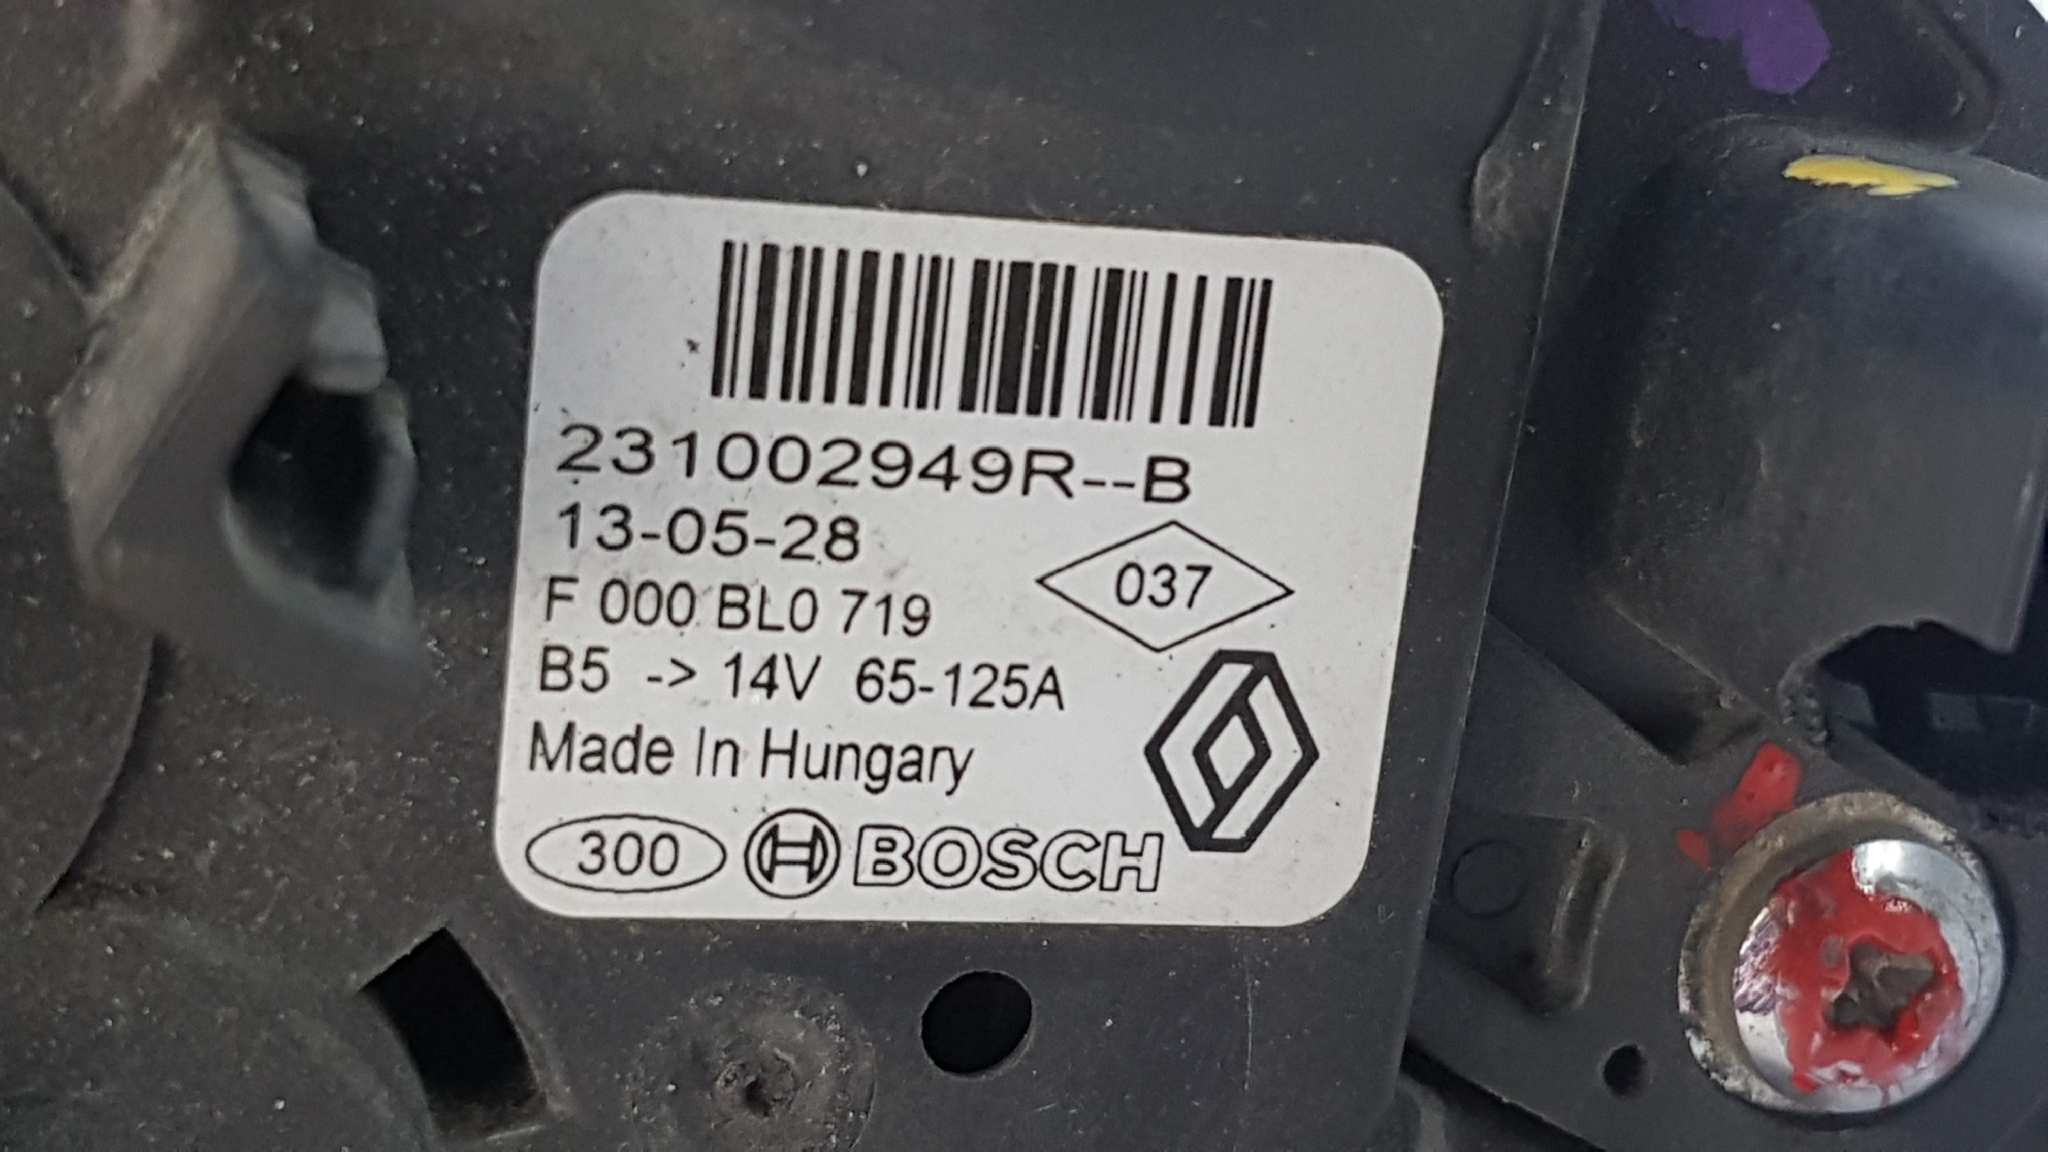 231002949R--B
13-05-28
037
F 000 BL0 719
B5 -> 14V 65-125A
Made In Hungary
300 BOSCH